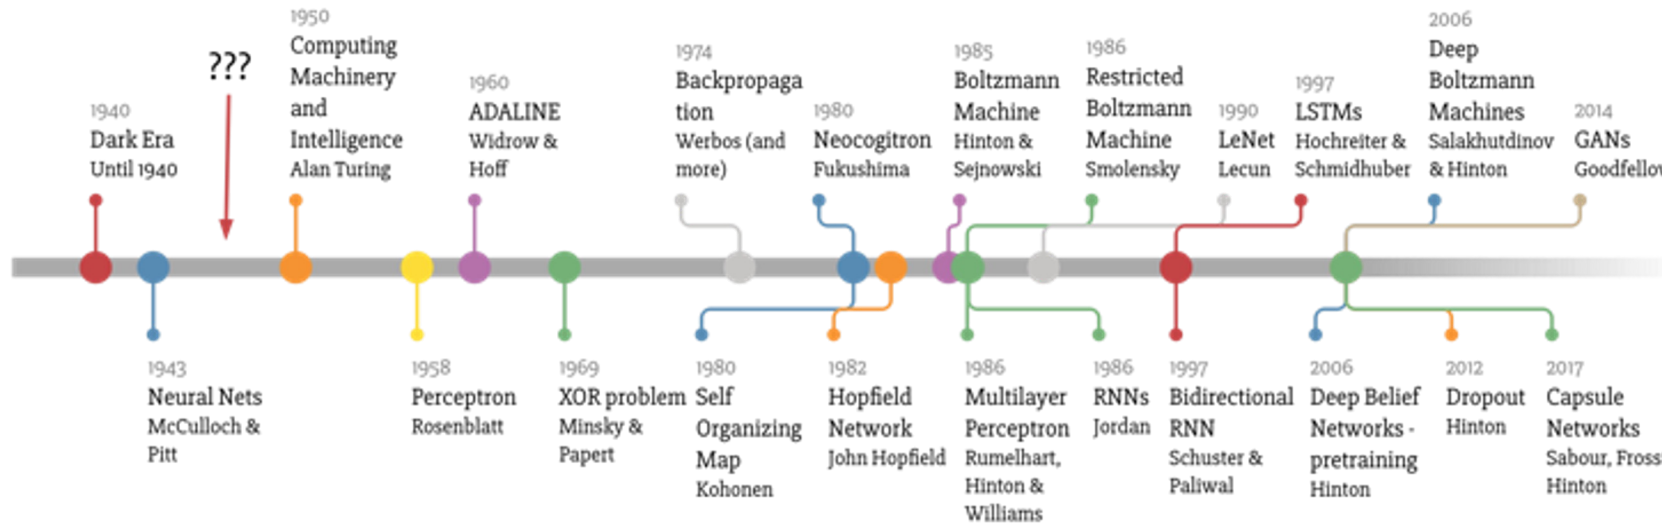 ???
1940
Dark Era
Until 1940
1950
Computing
Machinery
and
Intelligence
Alan Turing
1960
ADALINE
Widrow &
Hoff
1974
Backpropaga
tion
Werbos (and
more)
1980
Neocogitron
Fukushima
1985
Boltzmann
Machine
Hinton &
Sejnowski
1986
Restricted
Boltzmann
Machine
Smolensky
1990
LeNet
Lecun
1997
LSTMs
Hochreiter &
Schmidhuber
2006
Deep
Boltzmann
Machines
Salakhutdinov
& Hinton
2014
GANs
Goodfellow
1943
Neural Nets
McCulloch &
Pitt
1958
Perceptron
Rosenblatt
1969
XOR problem
Minsky &
Papert
1980
Self
Organizing
Map
Kohonen
1982
Hopfield
Network
John Hopfield
1986
Multilayer
Perceptron
Rumelhart,
Hinton &
Williams
1986
RNNs
Jordan
1997
Bidirectional
RNN
Schuster &
Paliwal
2006
Deep Belief
Networks -
pretraining
Hinton
2012
Dropout
Hinton
2017
Capsule
Networks
Sabour, Fross
Hinton